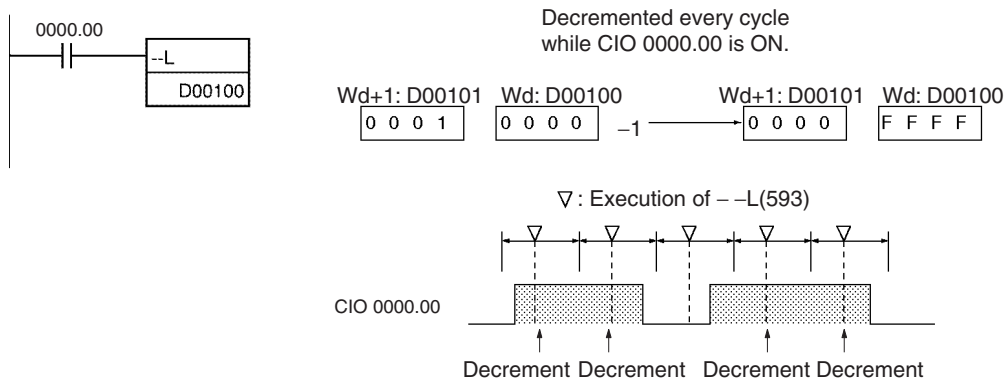 0000.00
--L
D00100
Decremented every cycle
while CIO 0000.00 is ON.
Wd+1: D00101 Wd: D00100 Wd+1: D00101 Wd: D00100
0 0 0 1 0 0 0 0 −1 0 0 0 0 F F F F
: Execution of − −L(593)
CIO 0000.00
Decrement Decrement Decrement Decrement